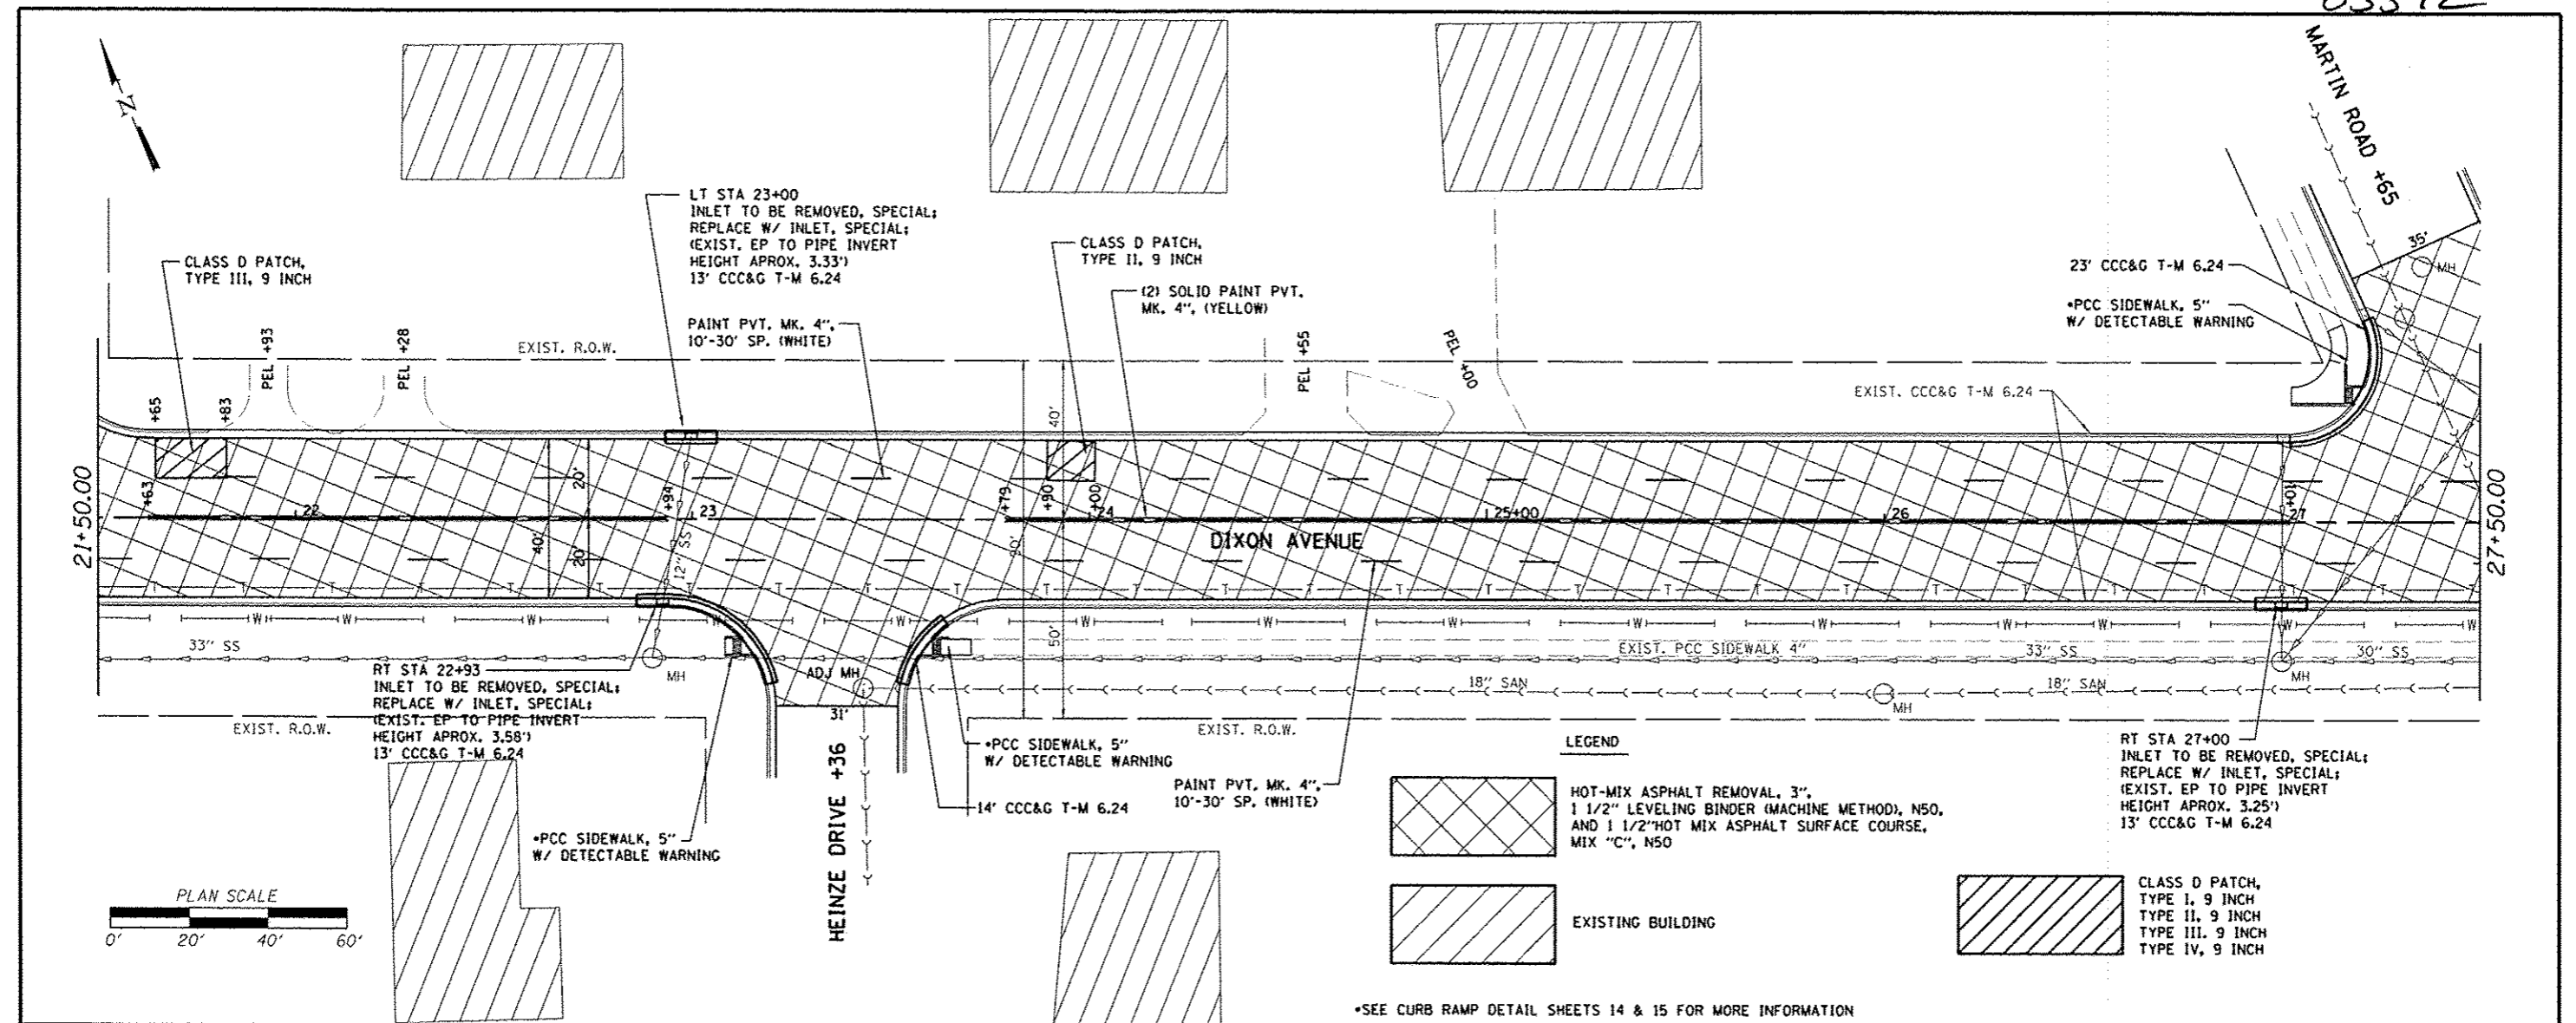 MARTIN ROAD +65
N
LT STA 23+00
INLET TO BE REMOVED, SPECIAL;
REPLACE W/ INLET, SPECIAL;
(EXIST. EP TO PIPE INVERT
HEIGHT APROX. 3.33')
13' CCC&G T-M 6.24
CLASS D PATCH,
TYPE III, 9 INCH
PAINT PVT. MK. 4",
10'-30' SP. (WHITE)
CLASS D PATCH,
TYPE II, 9 INCH
(2) SOLID PAINT PVT.
MK. 4", (YELLOW)
23' CCC&G T-M 6.24
•PCC SIDEWALK, 5"
W/ DETECTABLE WARNING
35'
MH
PEL +93
PEL +28
EXIST. R.O.W.
PEL +55
PEL +00
EXIST. CCC&G T-M 6.24
+65
+83
40'
21+50.00
+63
22
20'
40'
20'
+94
23
12" SS
+79
+90
+00
24
90'
25+00
26
+01
27
27+50.00
DIXON AVENUE
T T T T T T T T T T T T T T T T T T T T T T
W W W W W W W W W W W W W W W W
50'
33" SS
EXIST. PCC SIDEWALK 4"
33" SS
30" SS
MH
ADJ MH
18" SAN
18" SAN
MH
MH
31'
EXIST. R.O.W.
EXIST. R.O.W.
RT STA 22+93
INLET TO BE REMOVED, SPECIAL;
REPLACE W/ INLET, SPECIAL;
(EXIST. EP TO PIPE INVERT
HEIGHT APROX. 3.58')
13' CCC&G T-M 6.24
•PCC SIDEWALK, 5"
W/ DETECTABLE WARNING
HEINZE DRIVE +36
•PCC SIDEWALK, 5"
W/ DETECTABLE WARNING
14' CCC&G T-M 6.24
PAINT PVT. MK. 4",
10'-30' SP. (WHITE)
LEGEND
HOT-MIX ASPHALT REMOVAL, 3",
1 1/2" LEVELING BINDER (MACHINE METHOD), N50,
AND 1 1/2"HOT MIX ASPHALT SURFACE COURSE,
MIX "C", N50
EXISTING BUILDING
RT STA 27+00
INLET TO BE REMOVED, SPECIAL;
REPLACE W/ INLET, SPECIAL;
(EXIST. EP TO PIPE INVERT
HEIGHT APROX. 3.25')
13' CCC&G T-M 6.24
CLASS D PATCH,
TYPE I, 9 INCH
TYPE II, 9 INCH
TYPE III. 9 INCH
TYPE IV, 9 INCH
PLAN SCALE
0' 20' 40' 60'
•SEE CURB RAMP DETAIL SHEETS 14 & 15 FOR MORE INFORMATION